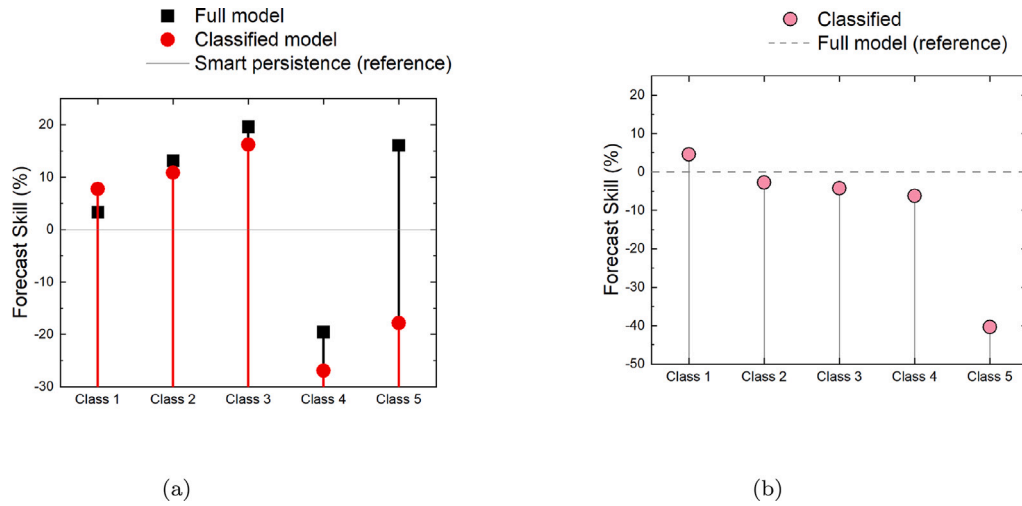 Full model
Classified model
Smart persistence (reference)
Forecast Skill (%)
20
10
0
-10
-20
-30
Class 1 Class 2 Class 3 Class 4 Class 5
(a)
Classified
Full model (reference)
Forecast Skill (%)
20
10
0
-10
-20
-30
-40
-50
Class 1 Class 2 Class 3 Class 4 Class 5
(b)